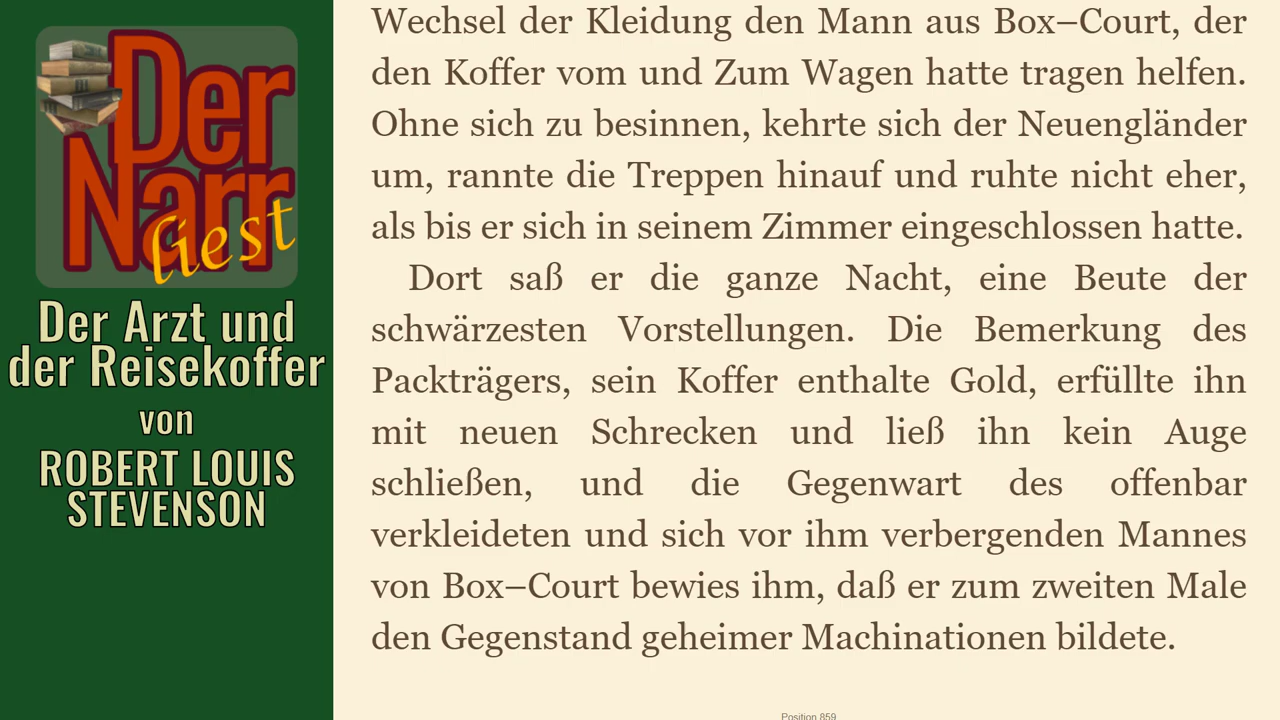 Der
Narr
liest
Der Arzt und
der Reisekoffer
von
ROBERT LOUIS
STEVENSON
Wechsel der Kleidung den Mann aus Box–Court, der
den Koffer vom und Zum Wagen hatte tragen helfen.
Ohne sich zu besinnen, kehrte sich der Neuengländer
um, rannte die Treppen hinauf und ruhte nicht eher,
als bis er sich in seinem Zimmer eingeschlossen hatte.
Dort saß er die ganze Nacht, eine Beute der
schwärzesten Vorstellungen. Die Bemerkung des
Packträgers, sein Koffer enthalte Gold, erfüllte ihn
mit neuen Schrecken und ließ ihn kein Auge
schließen, und die Gegenwart des offenbar
verkleideten und sich vor ihm verbergenden Mannes
von Box–Court bewies ihm, daß er zum zweiten Male
den Gegenstand geheimer Machinationen bildete.
Position 859